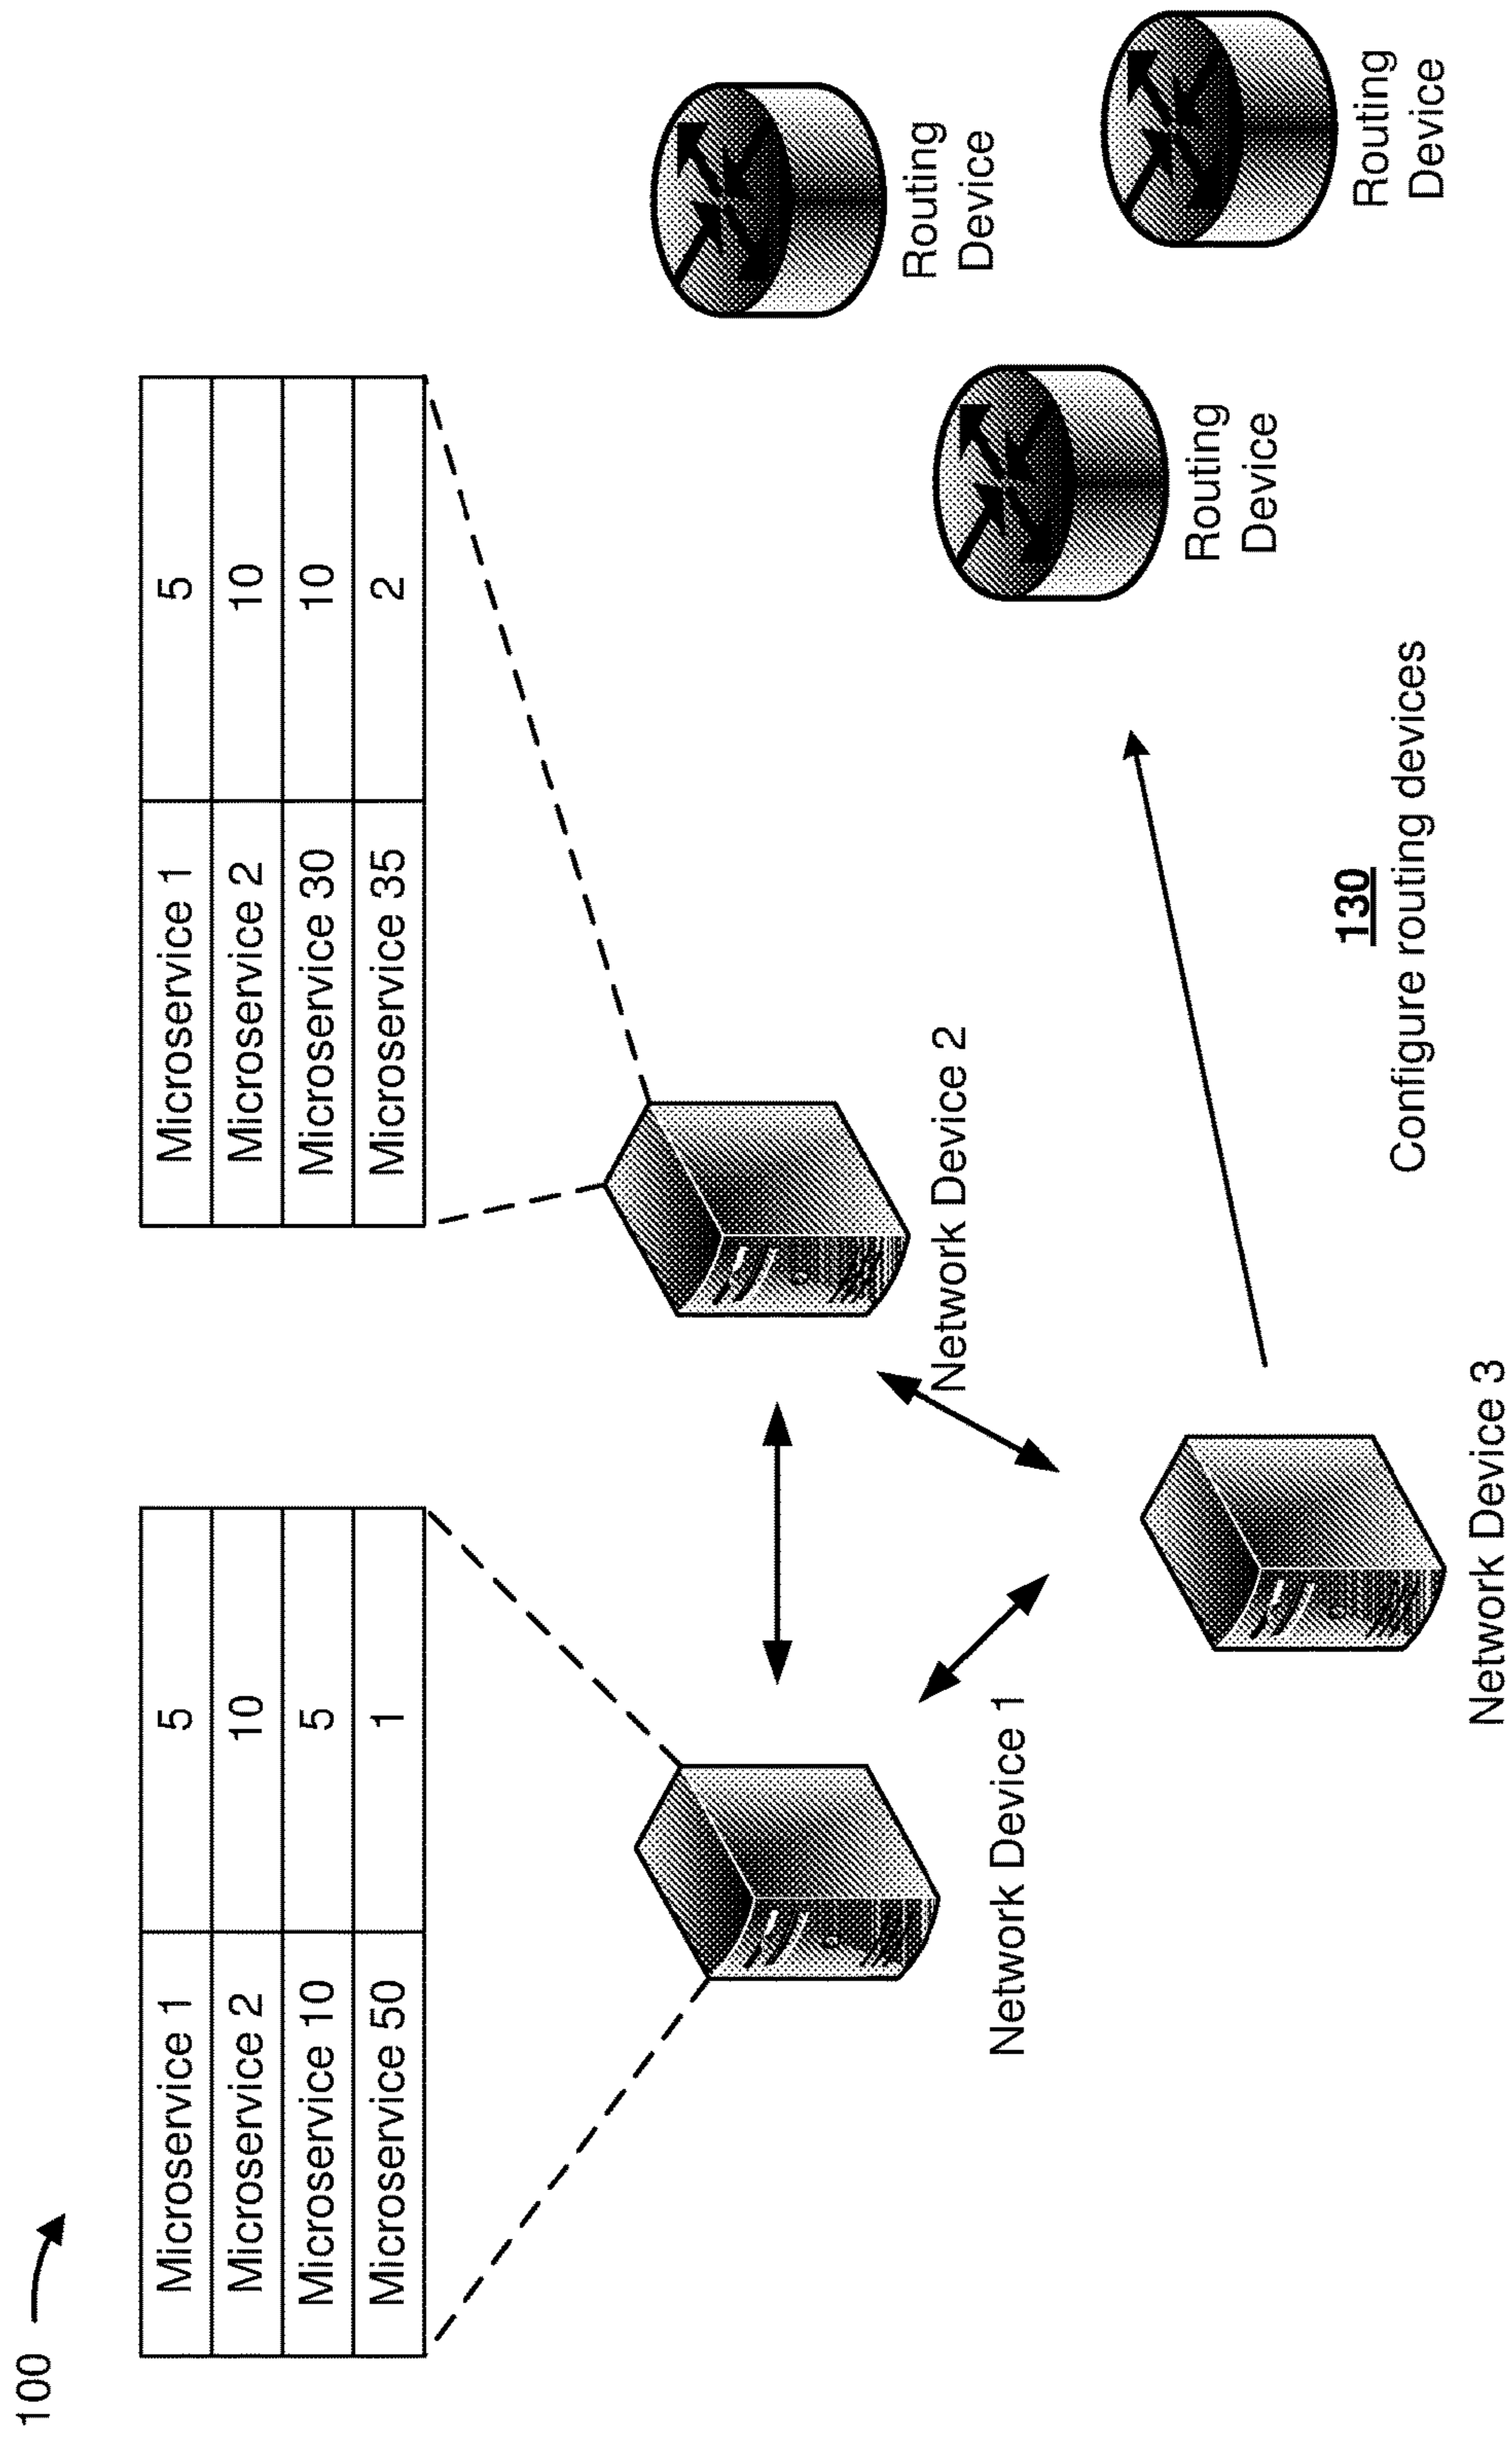 100
Microservice 1 5
Microservice 2 10
Microservice 10 5
Microservice 50 1
Microservice 1 5
Microservice 2 10
Microservice 30 10
Microservice 35 2
Network Device 1
Network Device 2
Network Device 3
130
Configure routing devices
Routing
Device
Routing
Device
Routing
Device